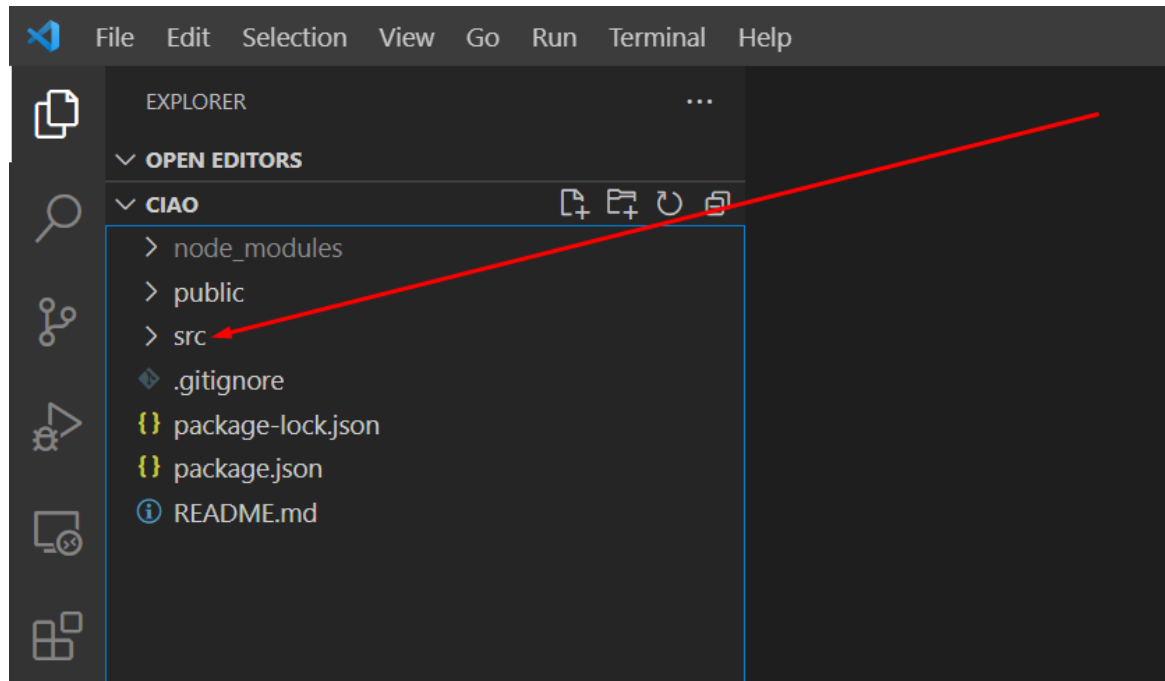 File Edit Selection View Go Run Terminal Help
EXPLORER
OPEN EDITORS
CIAO
node_modules
public
src
.gitignore
package-lock.json
package.json
README.md